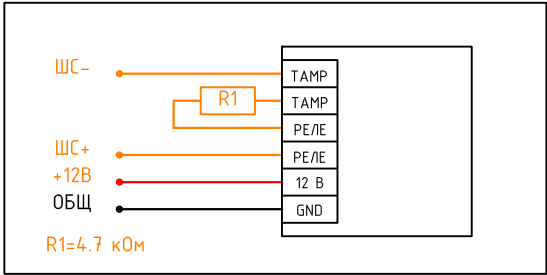 ШС-
ТАМР
R1
ТАМР
РЕЛЕ
ШС+
РЕЛЕ
+12В
12 В
ОБЩ
GND
R1=4.7 кОм